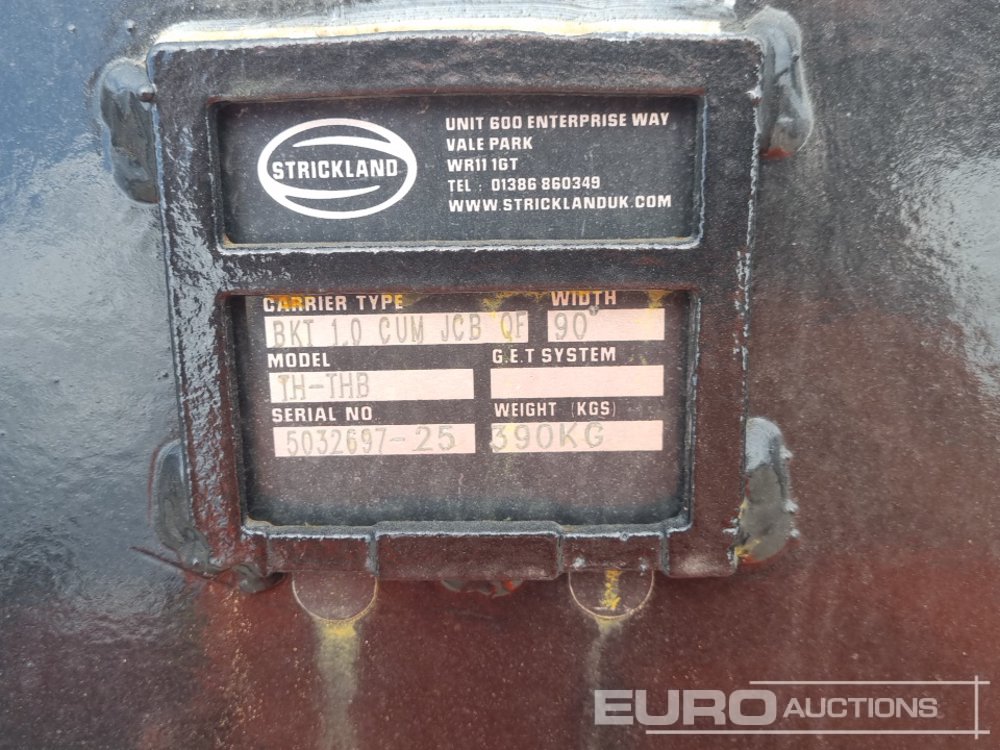 STRICKLAND
UNIT 600 ENTERPRISE WAY
VALE PARK
WR11 1GT
TEL : 01386 860349
WWW.STRICKLANDUK.COM
CARRIER TYPE WIDTH
BKT 1.0 CUM JCB QF 90"
MODEL G.E.T SYSTEM
TH-THB
SERIAL NO. WEIGHT (KGS)
5032697-25 390KG
EURO AUCTIONS